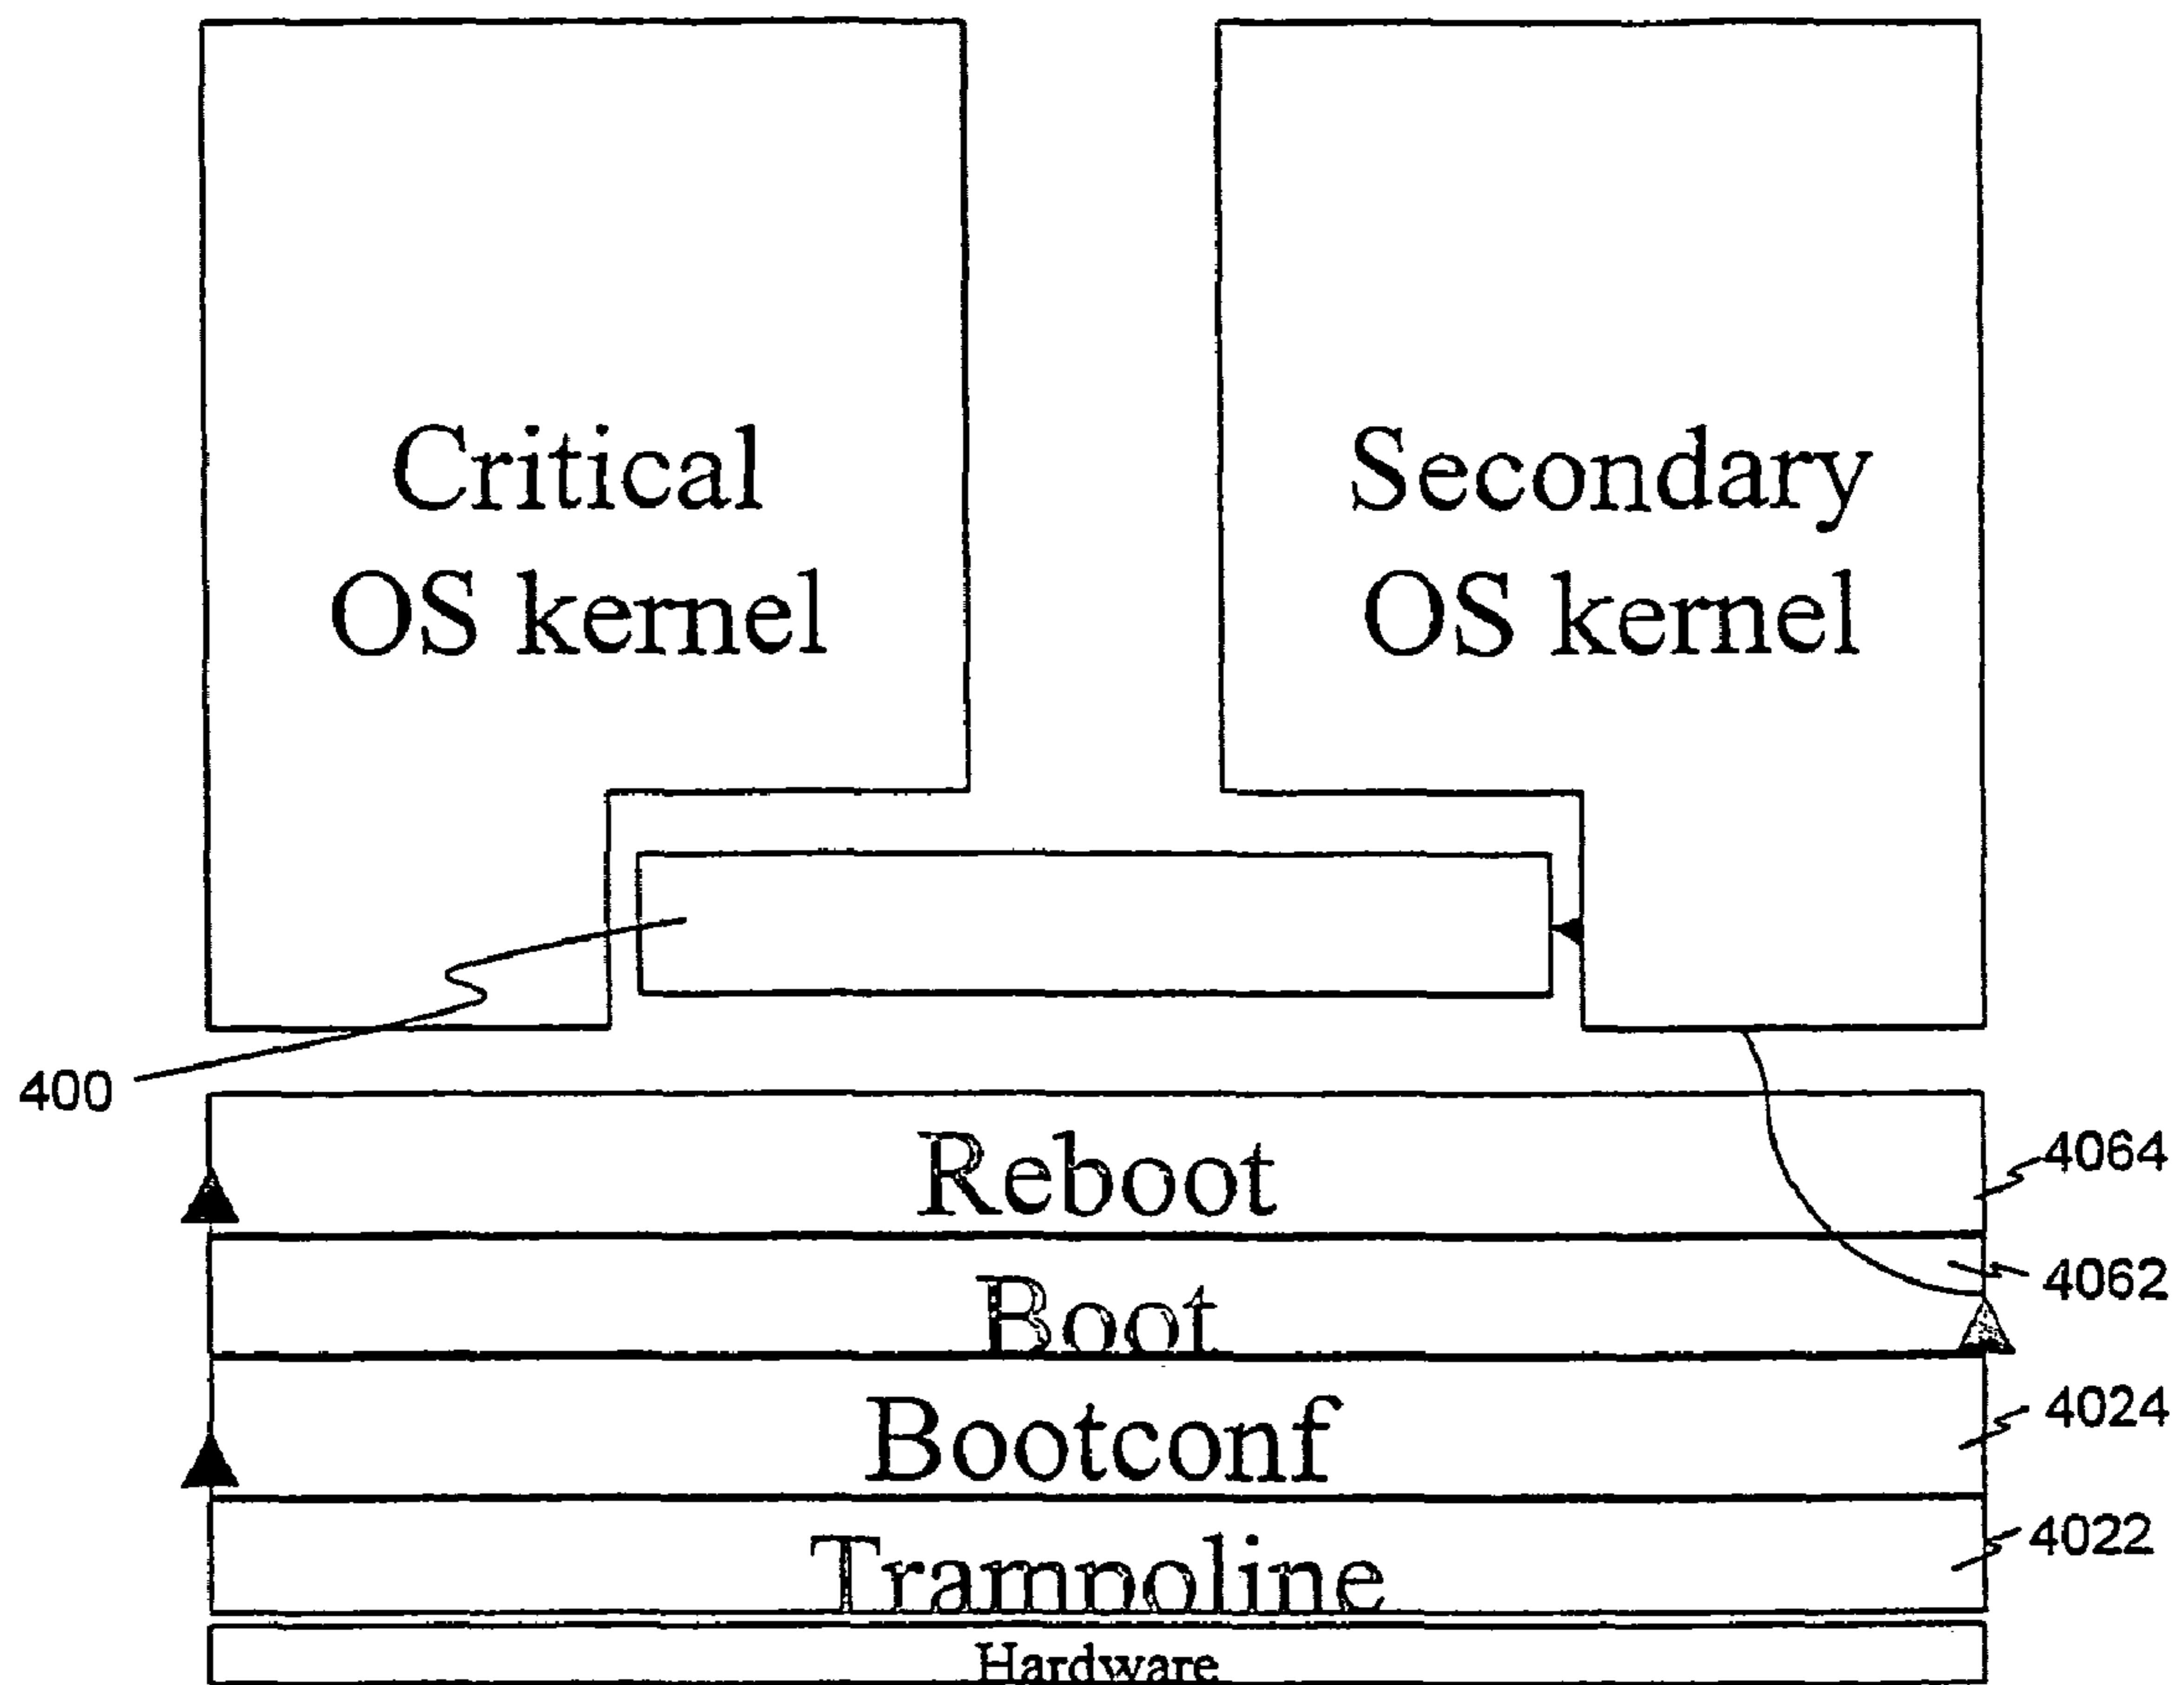 Critical
OS kernel
Secondary
OS kernel
400
Reboot
4064
Boot
4062
Bootconf
4024
Trampoline
4022
Hardware